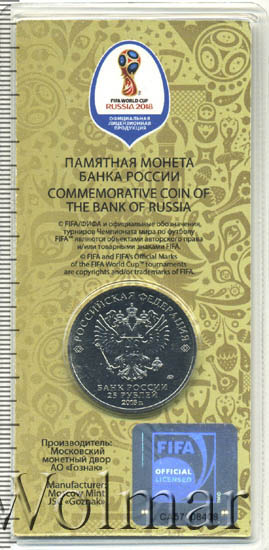 FIFA WORLD CUP
RUSSIA 2018
ОФИЦИАЛЬНАЯ
ЛИЦЕНЗИОННАЯ
ПРОДУКЦИЯ
ПАМЯТНАЯ МОНЕТА
БАНКА РОССИИ
COMMEMORATIVE COIN OF
THE BANK OF RUSSIA
© FIFA/ФИФА и официальные обозначения
турниров Чемпионата мира по футболу
FIFA™ являются объектами авторского права
и/или товарными знаками FIFA.
© FIFA and FIFA's Official Marks
of the FIFA World Cup™ tournaments
are copyrights and/or trademarks of FIFA.
РОССИЙСКАЯ ФЕДЕРАЦИЯ
БАНК РОССИИ
25 РУБЛЕЙ
2018 г.
Производитель:
Московский
монетный двор
АО «Гознак»
Manufacturer:
Moscow Mint
JSC «Goznak»
FIFA
OFFICIAL
LICENSED
Wolmar